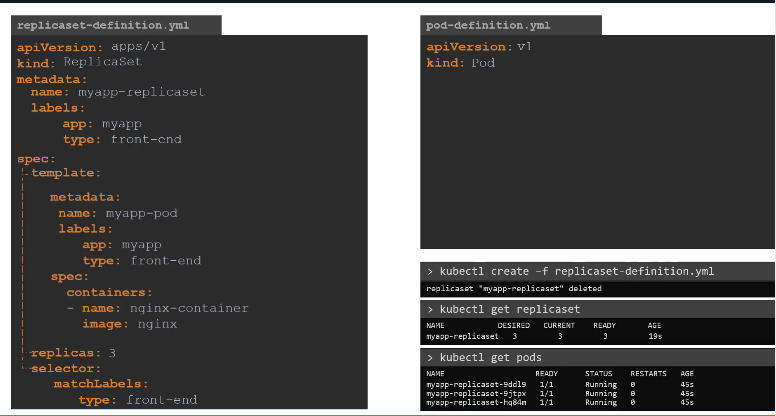 replicaset-definition.yml
apiVersion: apps/v1
kind: ReplicaSet
metadata:
name: myapp-replicaset
labels:
app: myapp
type: front-end
spec:
template:
metadata:
name: myapp-pod
labels:
app: myapp
type: front-end
spec:
containers:
- name: nginx-container
image: nginx
replicas: 3
selector:
matchLabels:
type: front-end
pod-definition.yml
apiVersion: v1
kind: Pod
> kubectl create –f replicaset-definition.yml
replicaset "myapp-replicaset" deleted
> kubectl get replicaset
NAME DESIRED CURRENT READY AGE
myapp-replicaset 3 3 3 19s
> kubectl get pods
NAME READY STATUS RESTARTS AGE
myapp-replicaset-9ddl9 1/1 Running 0 45s
myapp-replicaset-9jtpx 1/1 Running 0 45s
myapp-replicaset-hq84m 1/1 Running 0 45s